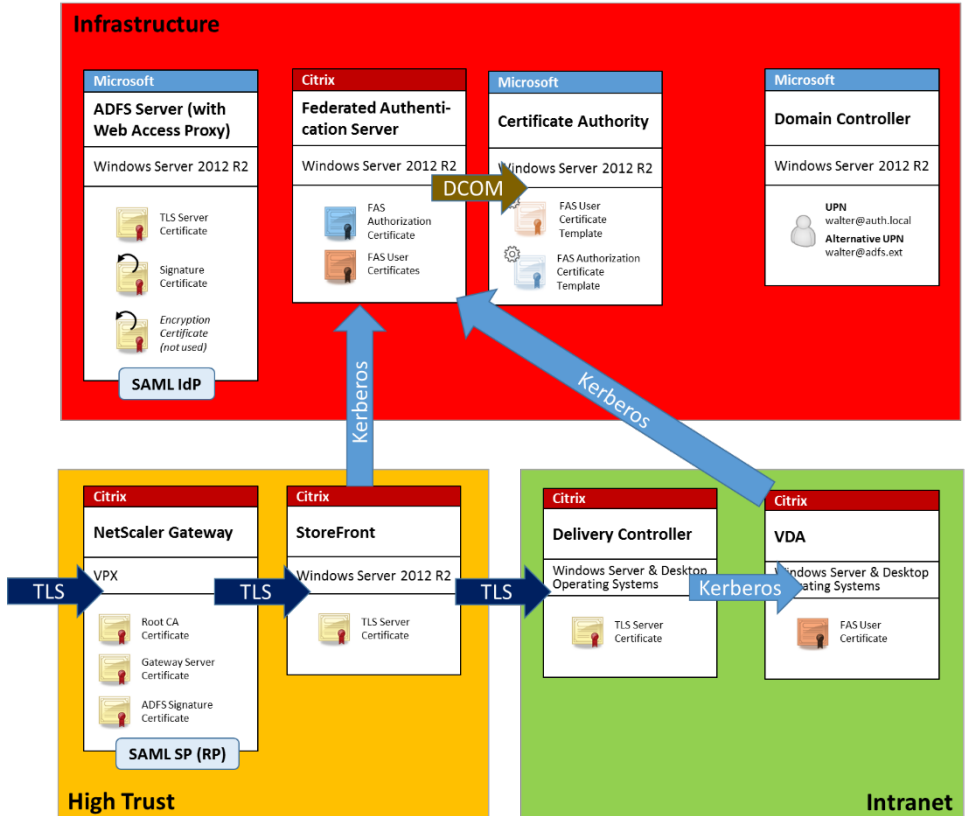 Infrastructure
Microsoft
ADFS Server (with
Web Access Proxy)
Windows Server 2012 R2
TLS Server
Certificate
Signature
Certificate
Encryption
Certificate
(not used)
SAML IdP
Citrix
Federated Authenti-
cation Server
Windows Server 2012 R2
FAS
Authorization
Certificate
FAS User
Certificates
DCOM
Microsoft
Certificate Authority
Windows Server 2012 R2
FAS User
Certificate
Template
FAS Authorization
Certificate
Template
Microsoft
Domain Controller
Windows Server 2012 R2
UPN
walter@auth.local
Alternative UPN
walter@adfs.ext
Kerberos
Kerberos
Citrix
NetScaler Gateway
VPX
TLS
Root CA
Certificate
Gateway Server
Certificate
ADFS Signature
Certificate
SAML SP (RP)
TLS
Citrix
StoreFront
Windows Server 2012 R2
TLS Server
Certificate
TLS
High Trust
Citrix
Delivery Controller
Windows Server & Desktop
Operating Systems
TLS Server
Certificate
Kerberos
Citrix
VDA
Windows Server & Desktop
Operating Systems
FAS User
Certificate
Intranet